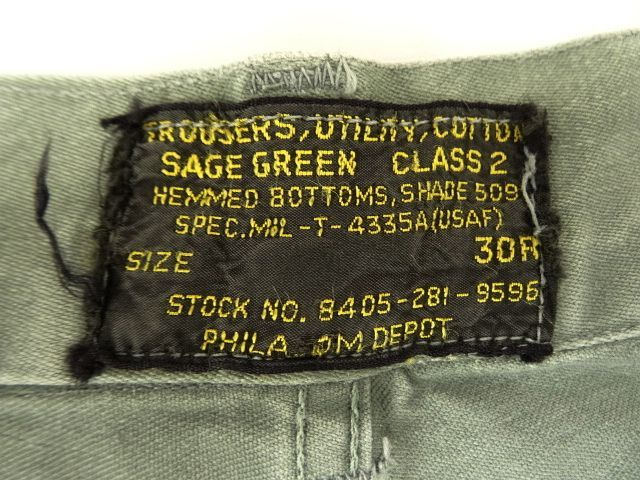 TROUSERS, UTILITY, COTTON
SAGE GREEN CLASS 2
HEMMED BOTTOMS, SHADE 509
SPEC. MIL-T-4335A(USAF)
SIZE 30R
STOCK NO. 8405-281-9596
PHILA. QM DEPOT